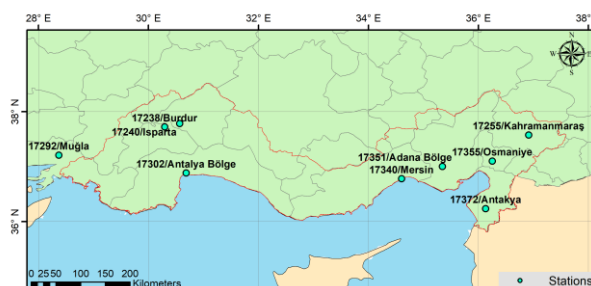 28° E 30° E 32° E 34° E 36° E 38°
N
W E
S
38° N
17238/Burdur
17240/Isparta
17255/Kahramanmaraş
17292/Muğla
17351/Adana Bölge
17355/Osmaniye
17302/Antalya Bölge
17340/Mersin
17372/Antakya
36° N
0 25 50 100 150 200
Kilometers
Stations